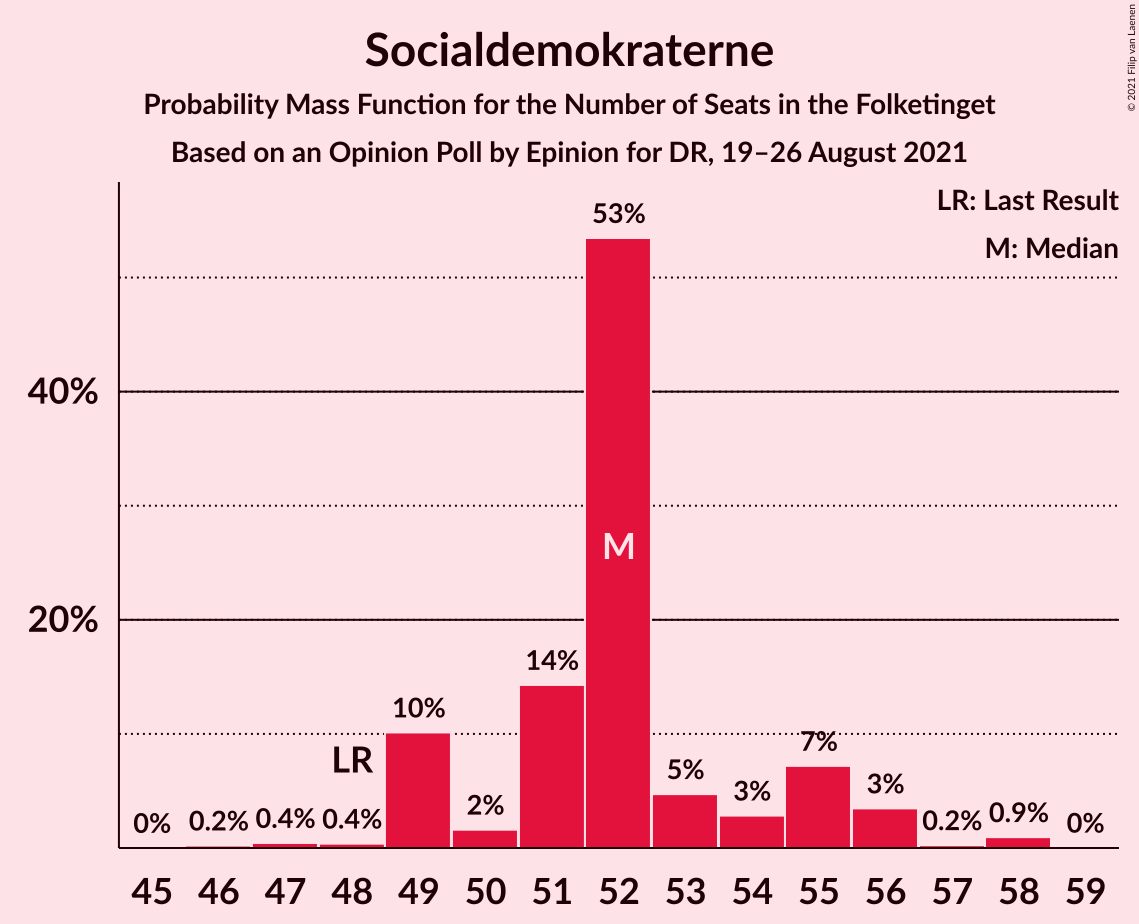 Socialdemokraterne
Probability Mass Function for the Number of Seats in the Folketinget
Based on an Opinion Poll by Epinion for DR, 19–26 August 2021
© 2021 Filip van Laenen
LR: Last Result
M: Median
40%
20%
0%
0.2%
0.4%
0.4%
LR
10%
2%
14%
53%
M
5%
3%
7%
3%
0.2%
0.9%
0%
45 46 47 48 49 50 51 52 53 54 55 56 57 58 59